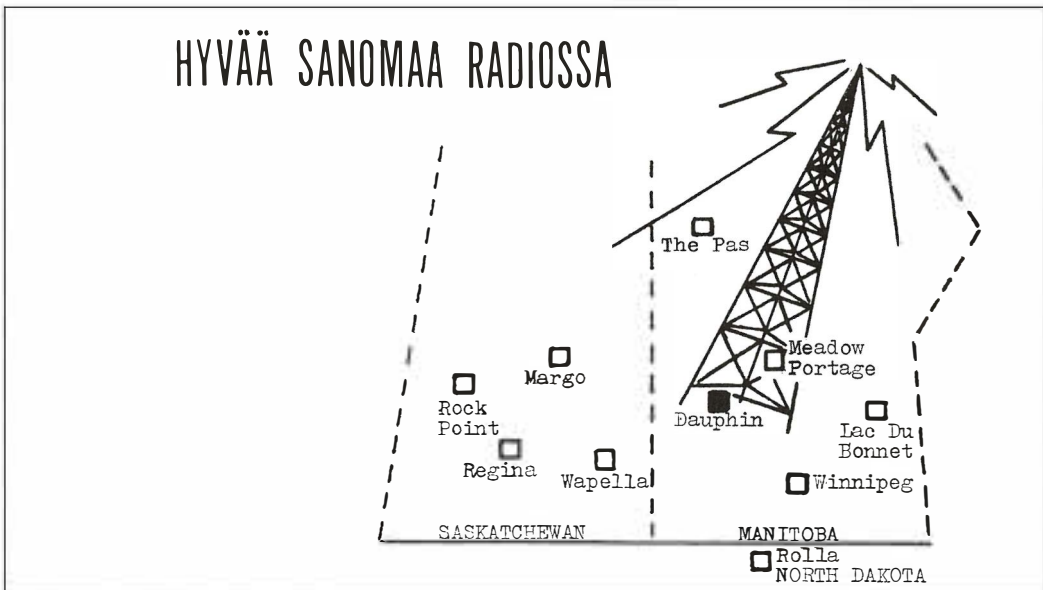 HYVÄÄ SANOMAA RADIOSSA
The Pas
Meadow
Portage
Margo
Rock
Point
Dauphin
Lac Du
Bonnet
Regina
Wapella
Winnipeg
SASKATCHEWAN
MANITOBA
Rolla
NORTH DAKOTA